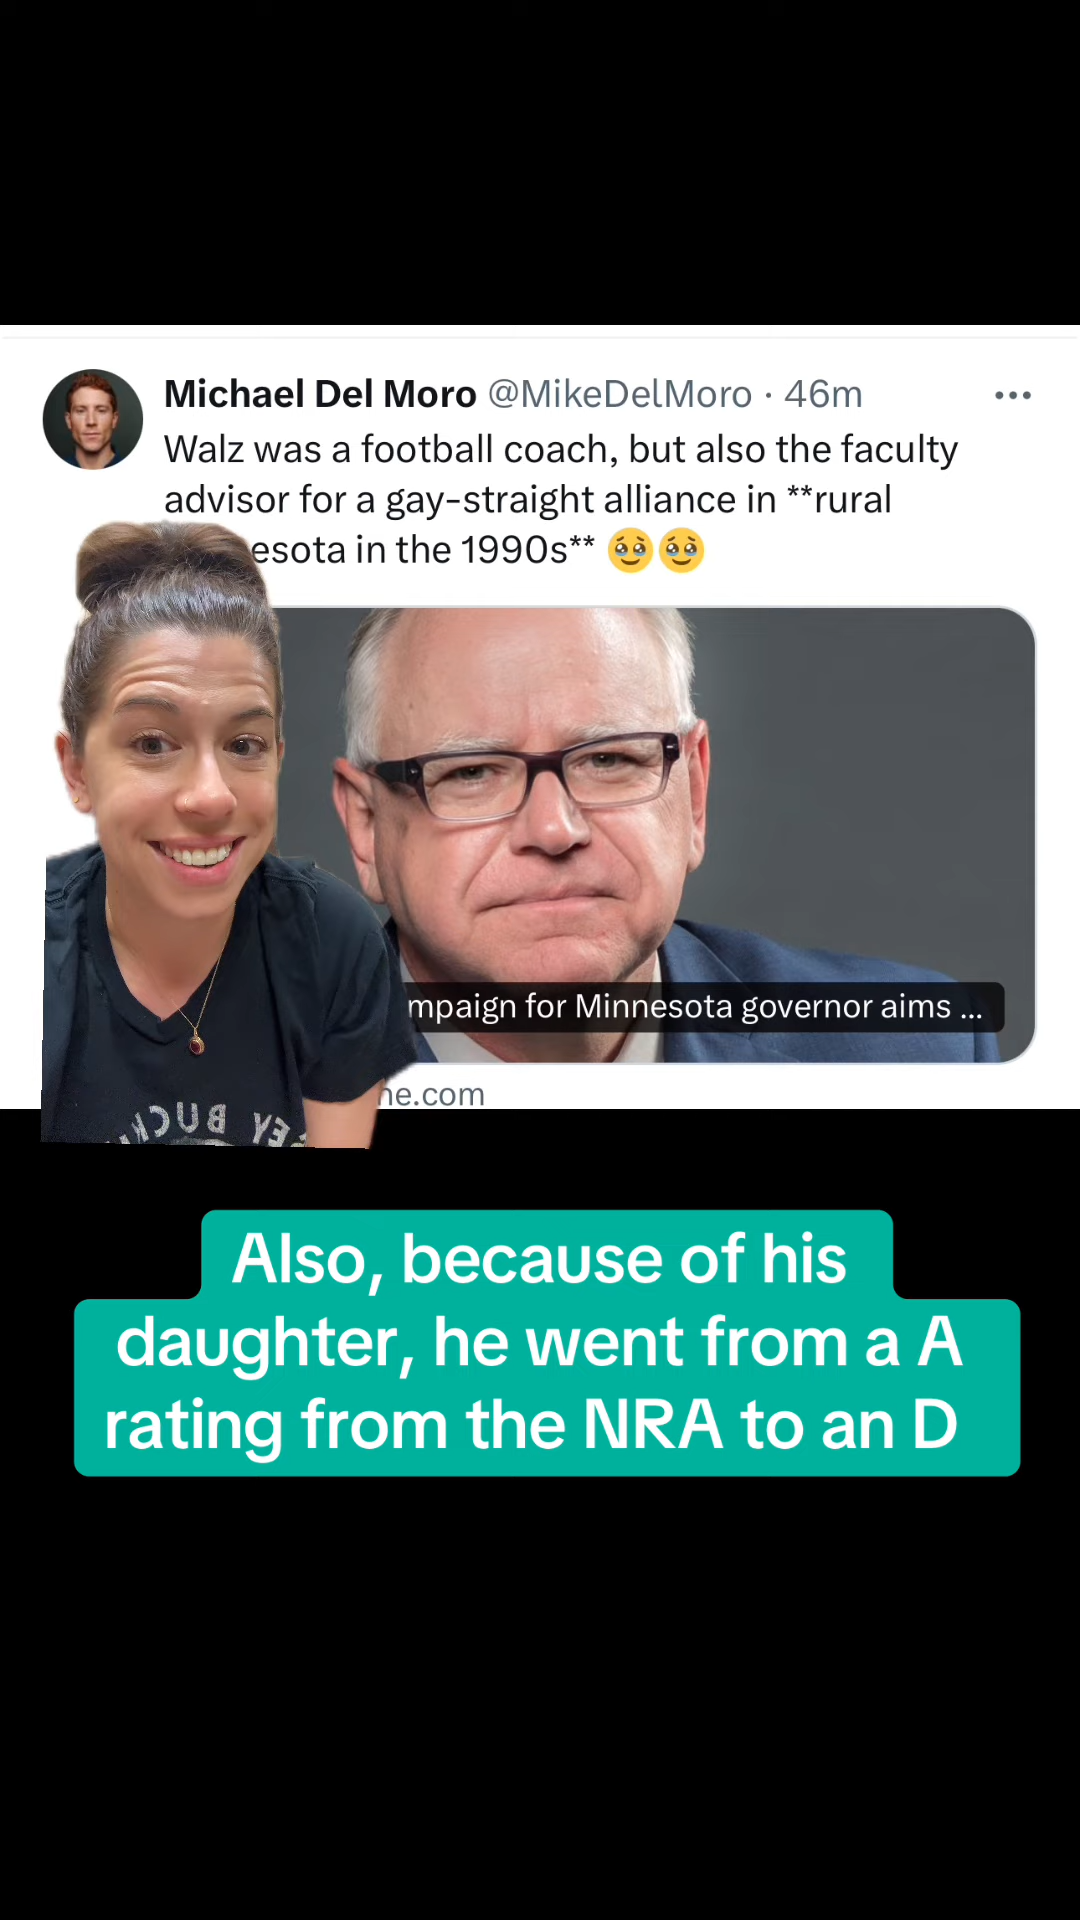 Michael Del Moro @MikeDelMoro · 46m
Walz was a football coach, but also the faculty
advisor for a gay-straight alliance in **rural
esota in the 1990s** 🥹🥹
mpaign for Minnesota governor aims ...
ne.com
Also, because of his
daughter, he went from a A
rating from the NRA to an D